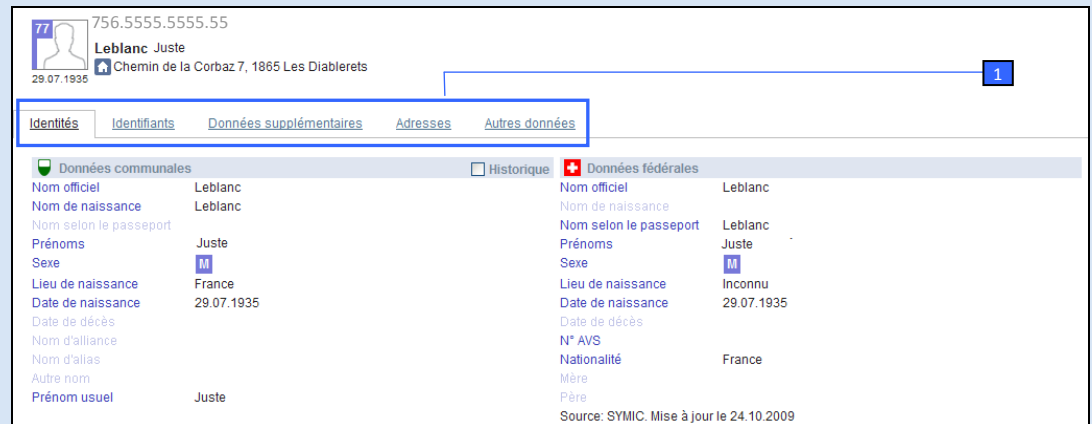 77
756.5555.5555.55
Leblanc Juste
Chemin de la Corbaz 7, 1865 Les Diablerets
29.07.1935
1
Identités Identifiants Données supplémentaires Adresses Autres données
Données communales Historique
Nom officiel Leblanc
Nom de naissance Leblanc
Nom selon le passeport
Prénoms Juste
Sexe M
Lieu de naissance France
Date de naissance 29.07.1935
Date de décès
Nom d'alliance
Nom d'alias
Autre nom
Prénom usuel Juste
Données fédérales
Nom officiel Leblanc
Nom de naissance
Nom selon le passeport Leblanc
Prénoms Juste
Sexe M
Lieu de naissance Inconnu
Date de naissance 29.07.1935
Date de décès
N° AVS
Nationalité France
Mère
Père
Source: SYMIC. Mise à jour le 24.10.2009